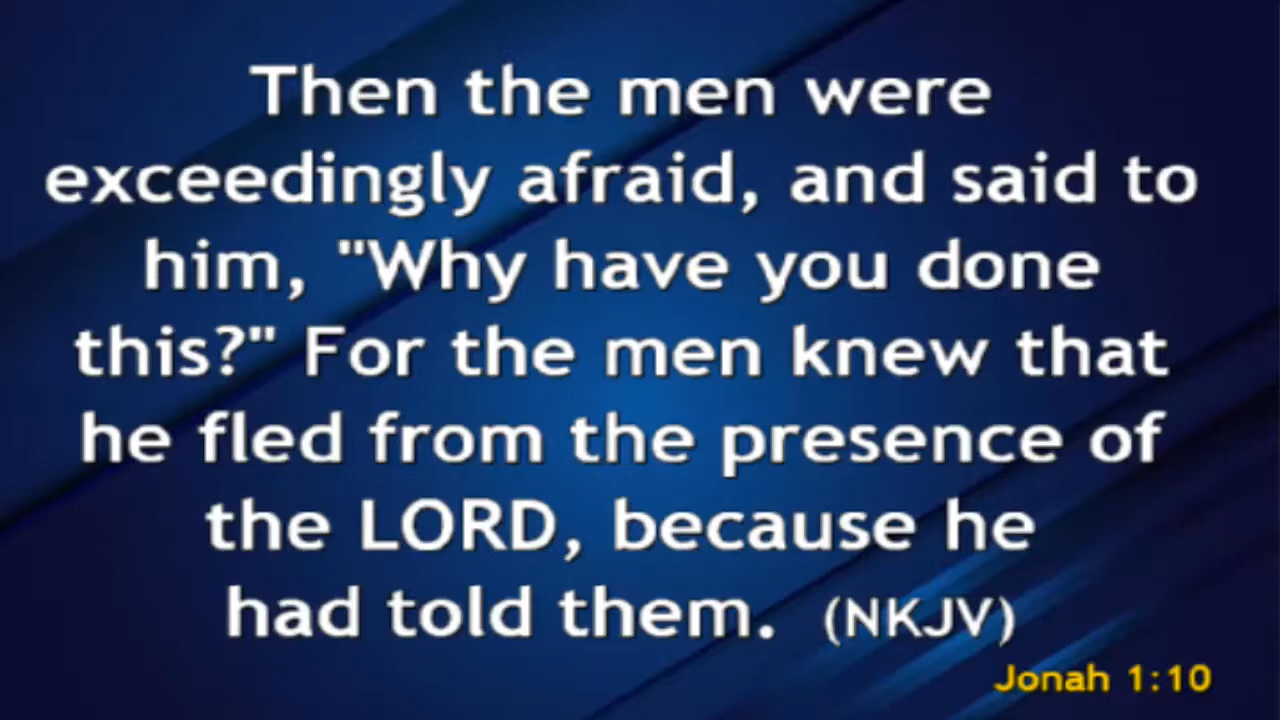 Then the men were
exceedingly afraid, and said to
him, "Why have you done
this?" For the men knew that
he fled from the presence of
the LORD, because he
had told them. (NKJV)
Jonah 1:10